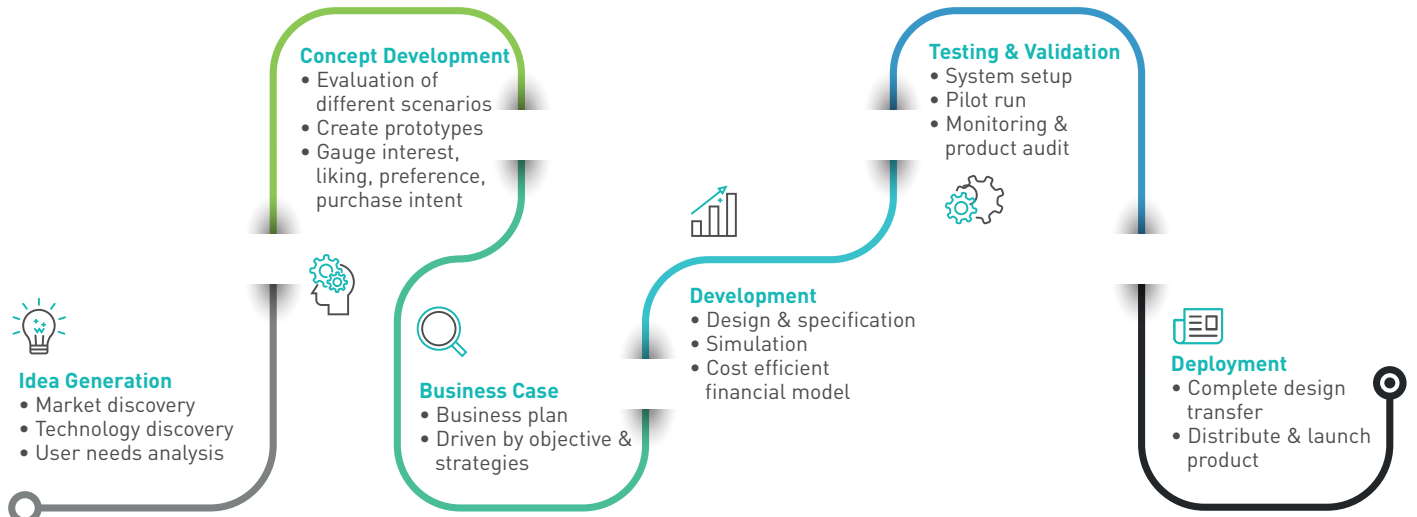 Idea Generation
• Market discovery
• Technology discovery
• User needs analysis
Concept Development
• Evaluation of
different scenarios
• Create prototypes
• Gauge interest,
liking, preference,
purchase intent
Business Case
• Business plan
• Driven by objective &
strategies
Development
• Design & specification
• Simulation
• Cost efficient
financial model
Testing & Validation
• System setup
• Pilot run
• Monitoring &
product audit
Deployment
• Complete design
transfer
• Distribute & launch
product